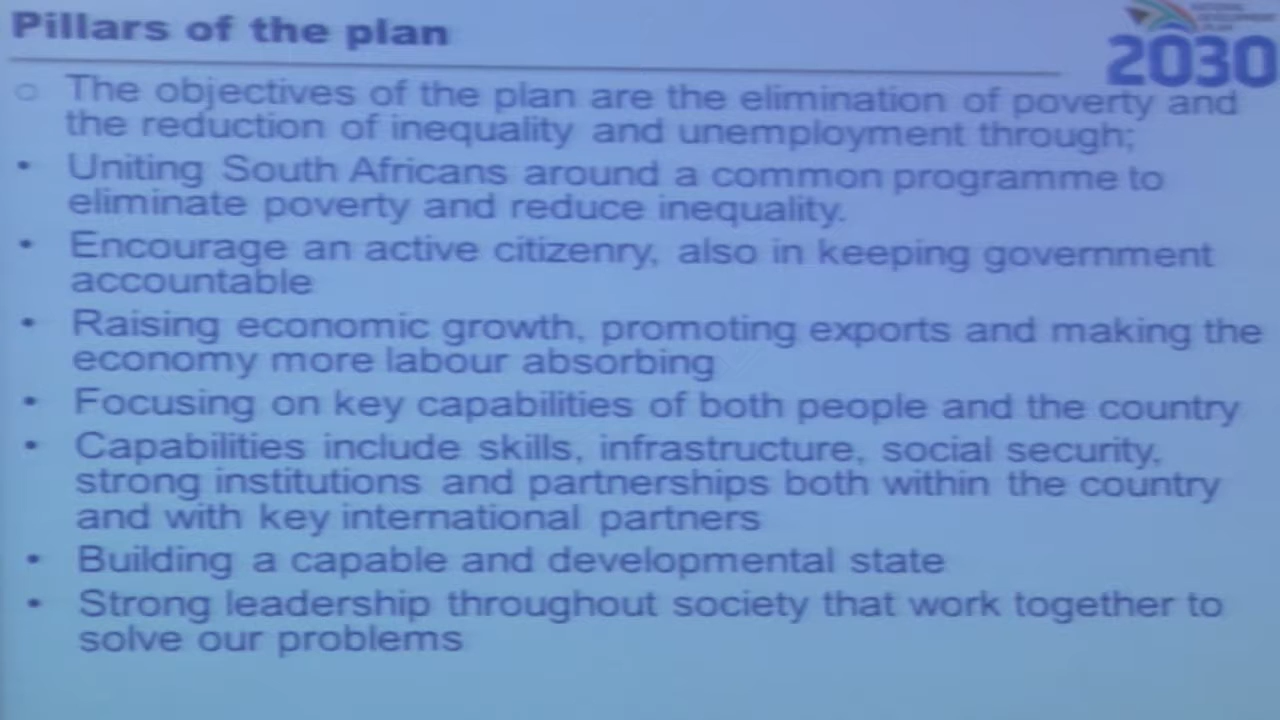 Pillars of the plan
NATIONAL
DEVELOPMENT
PLAN
2030
○ The objectives of the plan are the elimination of poverty and
the reduction of inequality and unemployment through;
• Uniting South Africans around a common programme to
eliminate poverty and reduce inequality.
• Encourage an active citizenry, also in keeping government
accountable
• Raising economic growth, promoting exports and making the
economy more labour absorbing
• Focusing on key capabilities of both people and the country
• Capabilities include skills, infrastructure, social security,
strong institutions and partnerships both within the country
and with key international partners
• Building a capable and developmental state
• Strong leadership throughout society that work together to
solve our problems